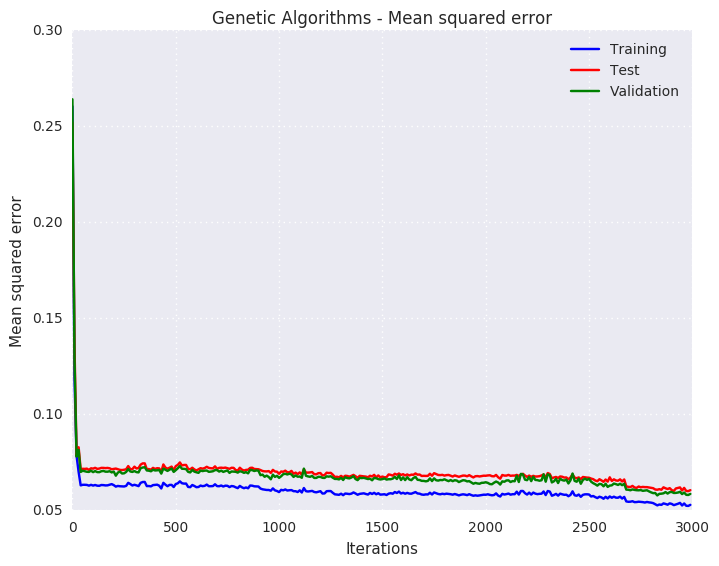 Genetic Algorithms - Mean squared error
Training
Test
Validation
Mean squared error
0.30
0.25
0.20
0.15
0.10
0.05
0 500 1000 1500 2000 2500 3000
Iterations